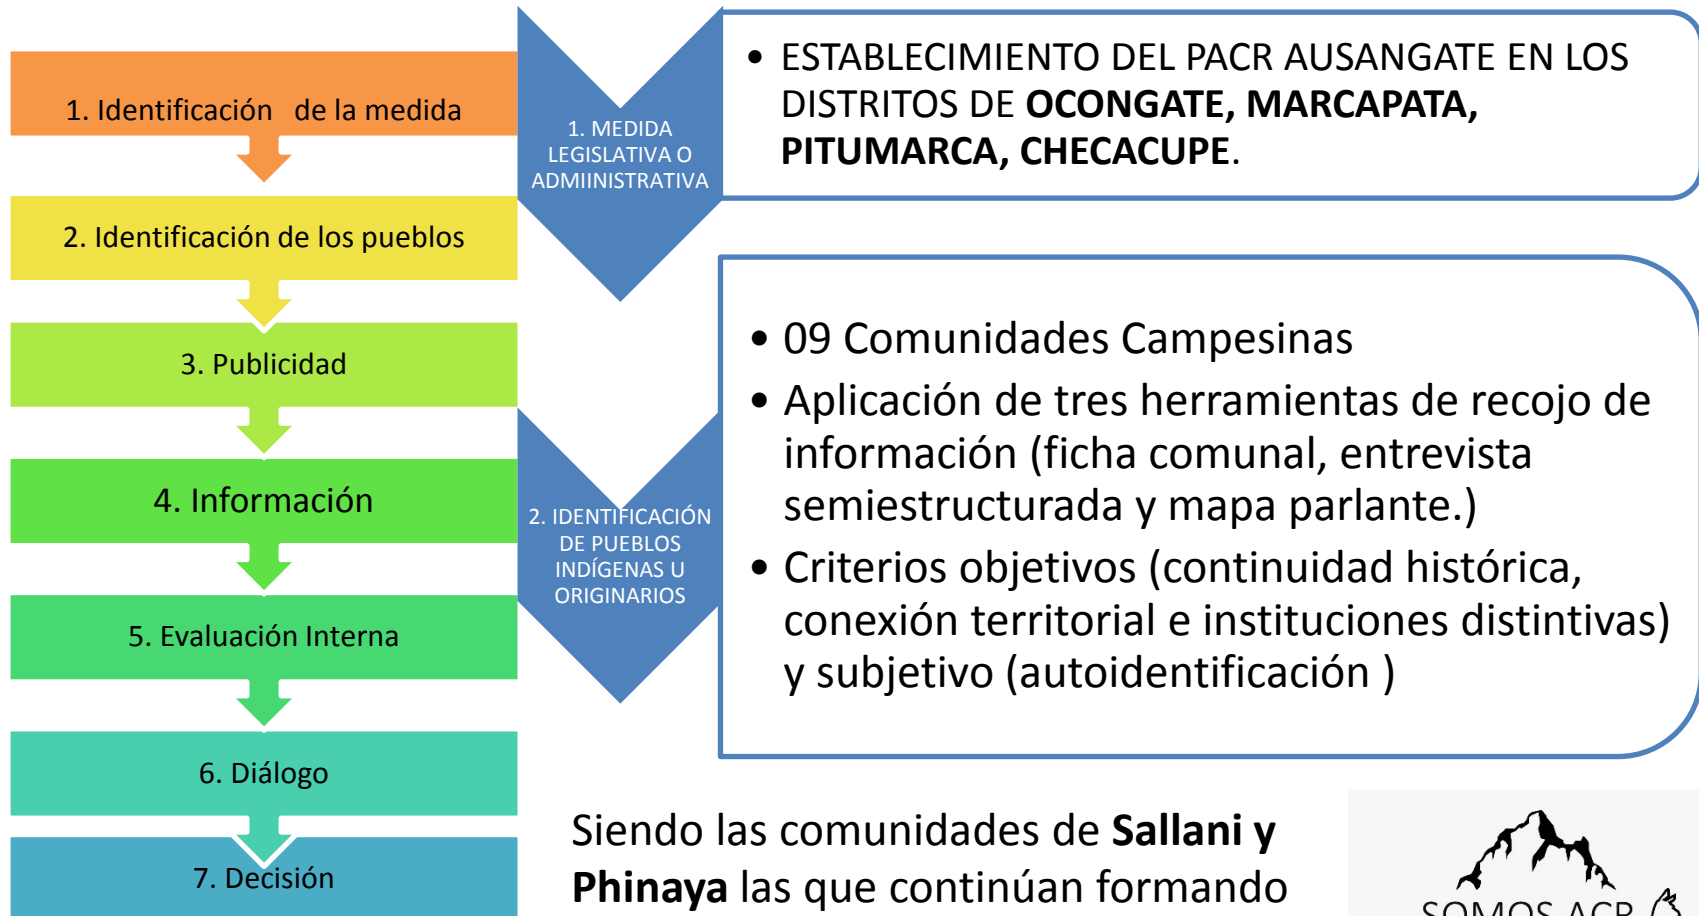 1. Identificación de la medida
2. Identificación de los pueblos
3. Publicidad
4. Información
5. Evaluación Interna
6. Diálogo
7. Decisión
1. MEDIDA
LEGISLATIVA O
ADMIINISTRATIVA
• ESTABLECIMIENTO DEL PACR AUSANGATE EN LOS
DISTRITOS DE OCONGATE, MARCAPATA,
PITUMARCA, CHECACUPE.
2. IDENTIFICACIÓN
DE PUEBLOS
INDÍGENAS U
ORIGINARIOS
• 09 Comunidades Campesinas
• Aplicación de tres herramientas de recojo de
información (ficha comunal, entrevista
semiestructurada y mapa parlante.)
• Criterios objetivos (continuidad histórica,
conexión territorial e instituciones distintivas)
y subjetivo (autoidentificación )
Siendo las comunidades de Sallani y
Phinaya las que continúan formando
SOMOS ACR